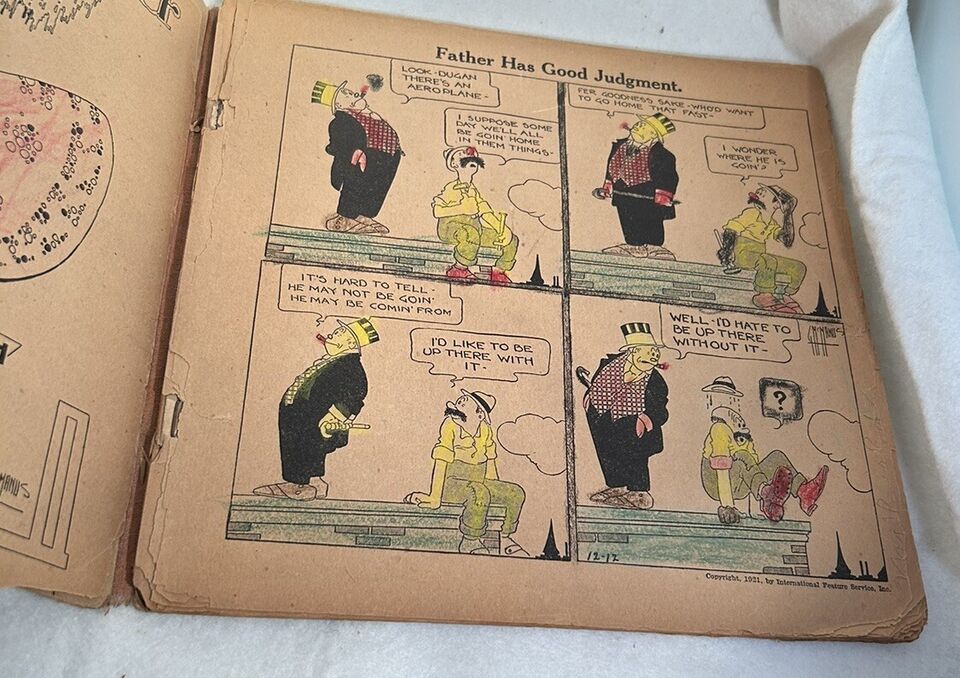 Father Has Good Judgment.
LOOK-DUGAN
THERE'S AN
AEROPLANE-
I SUPPOSE SOME
DAY WE'LL ALL
BE GOIN' HOME
IN THEM THINGS-
FER GOODNESS SAKE-WHO'D WANT
TO GO HOME THAT FAST-
I WONDER
WHERE HE IS
GOIN'?
IT'S HARD TO TELL-
HE MAY NOT BE GOIN'
HE MAY BE COMIN' FROM
I'D LIKE TO BE
UP THERE WITH
IT-
WELL-I'D HATE TO
BE UP THERE
WITHOUT IT-
?
12-12
Copyright, 1921, by International Feature Service, Inc.